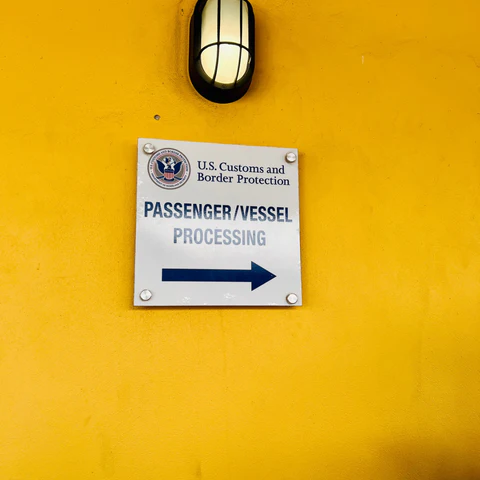 U.S. Customs and
Border Protection
PASSENGER/VESSEL
PROCESSING